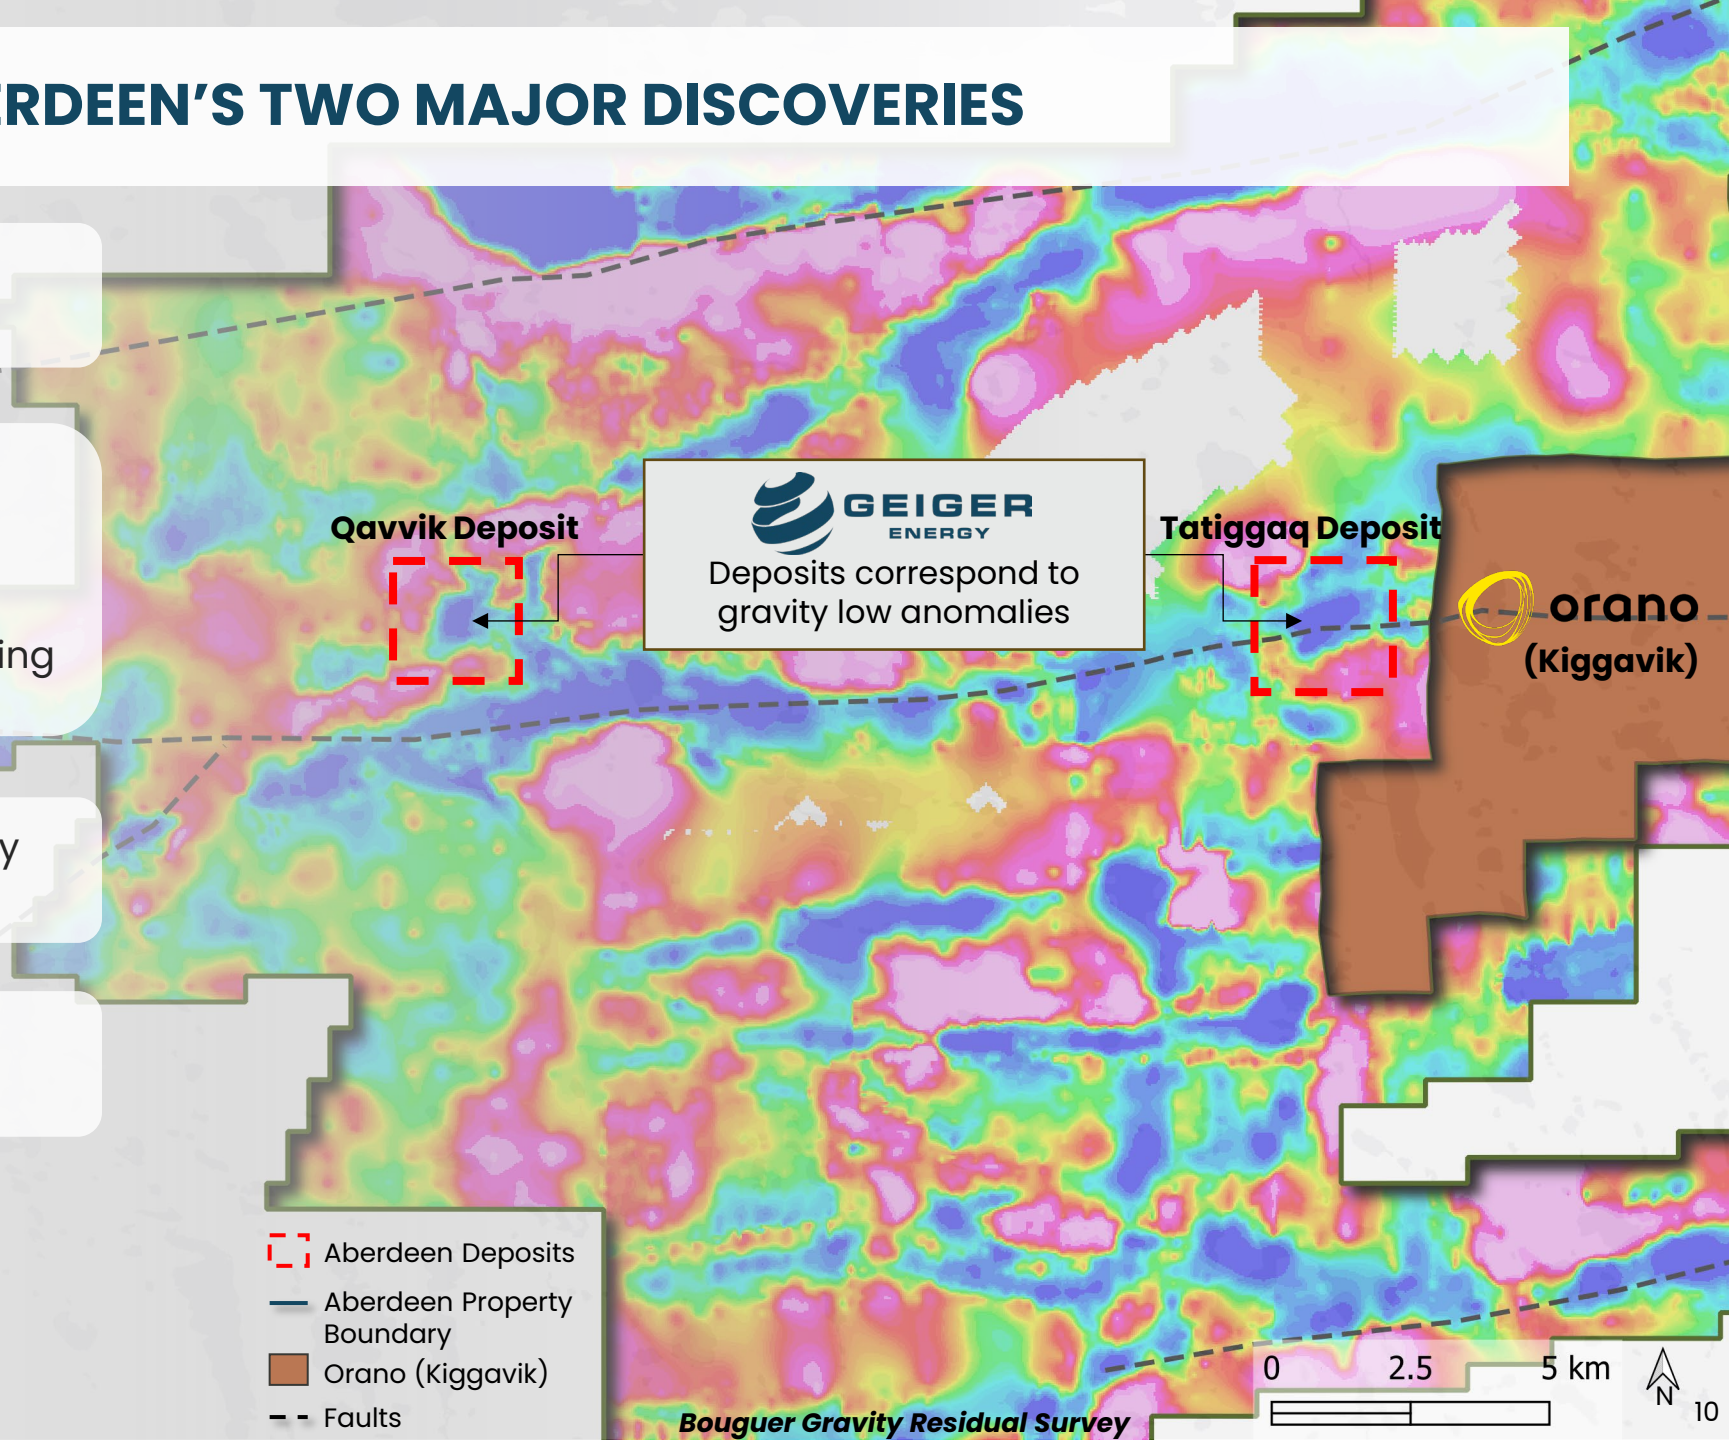 ERDEEN'S TWO MAJOR DISCOVERIES
ing
y
Qavvik Deposit
GEIGER
ENERGY
Deposits correspond to
gravity low anomalies
Tatiggaq Deposit
orano
(Kiggavik)
Aberdeen Deposits
Aberdeen Property
Boundary
Orano (Kiggavik)
Faults
Bouguer Gravity Residual Survey
0 2.5 5 km
N
10